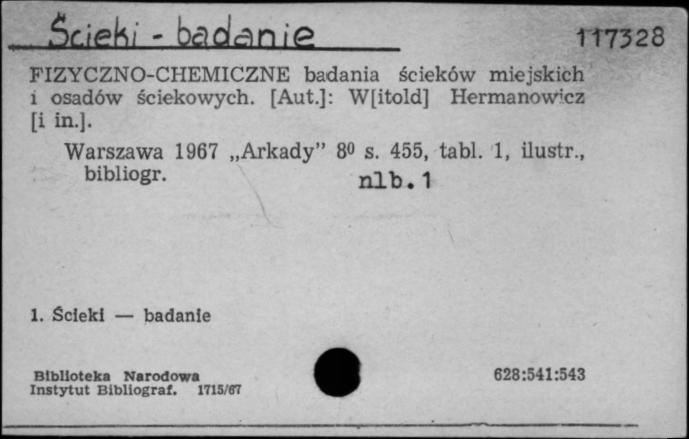 Ścieki - badanie
117328
FIZYCZNO-CHEMICZNE badania ścieków miejskich
i osadów ściekowych. [Aut.]: W[itold] Hermanowicz
[i in.].
Warszawa 1967 „Arkady” 8⁰ s. 455, tabl. 1, ilustr.,
bibliogr.
nlb. 1
1. Ścieki — badanie
Biblioteka Narodowa
Instytut Bibliograf. 1715/67
628:541:543